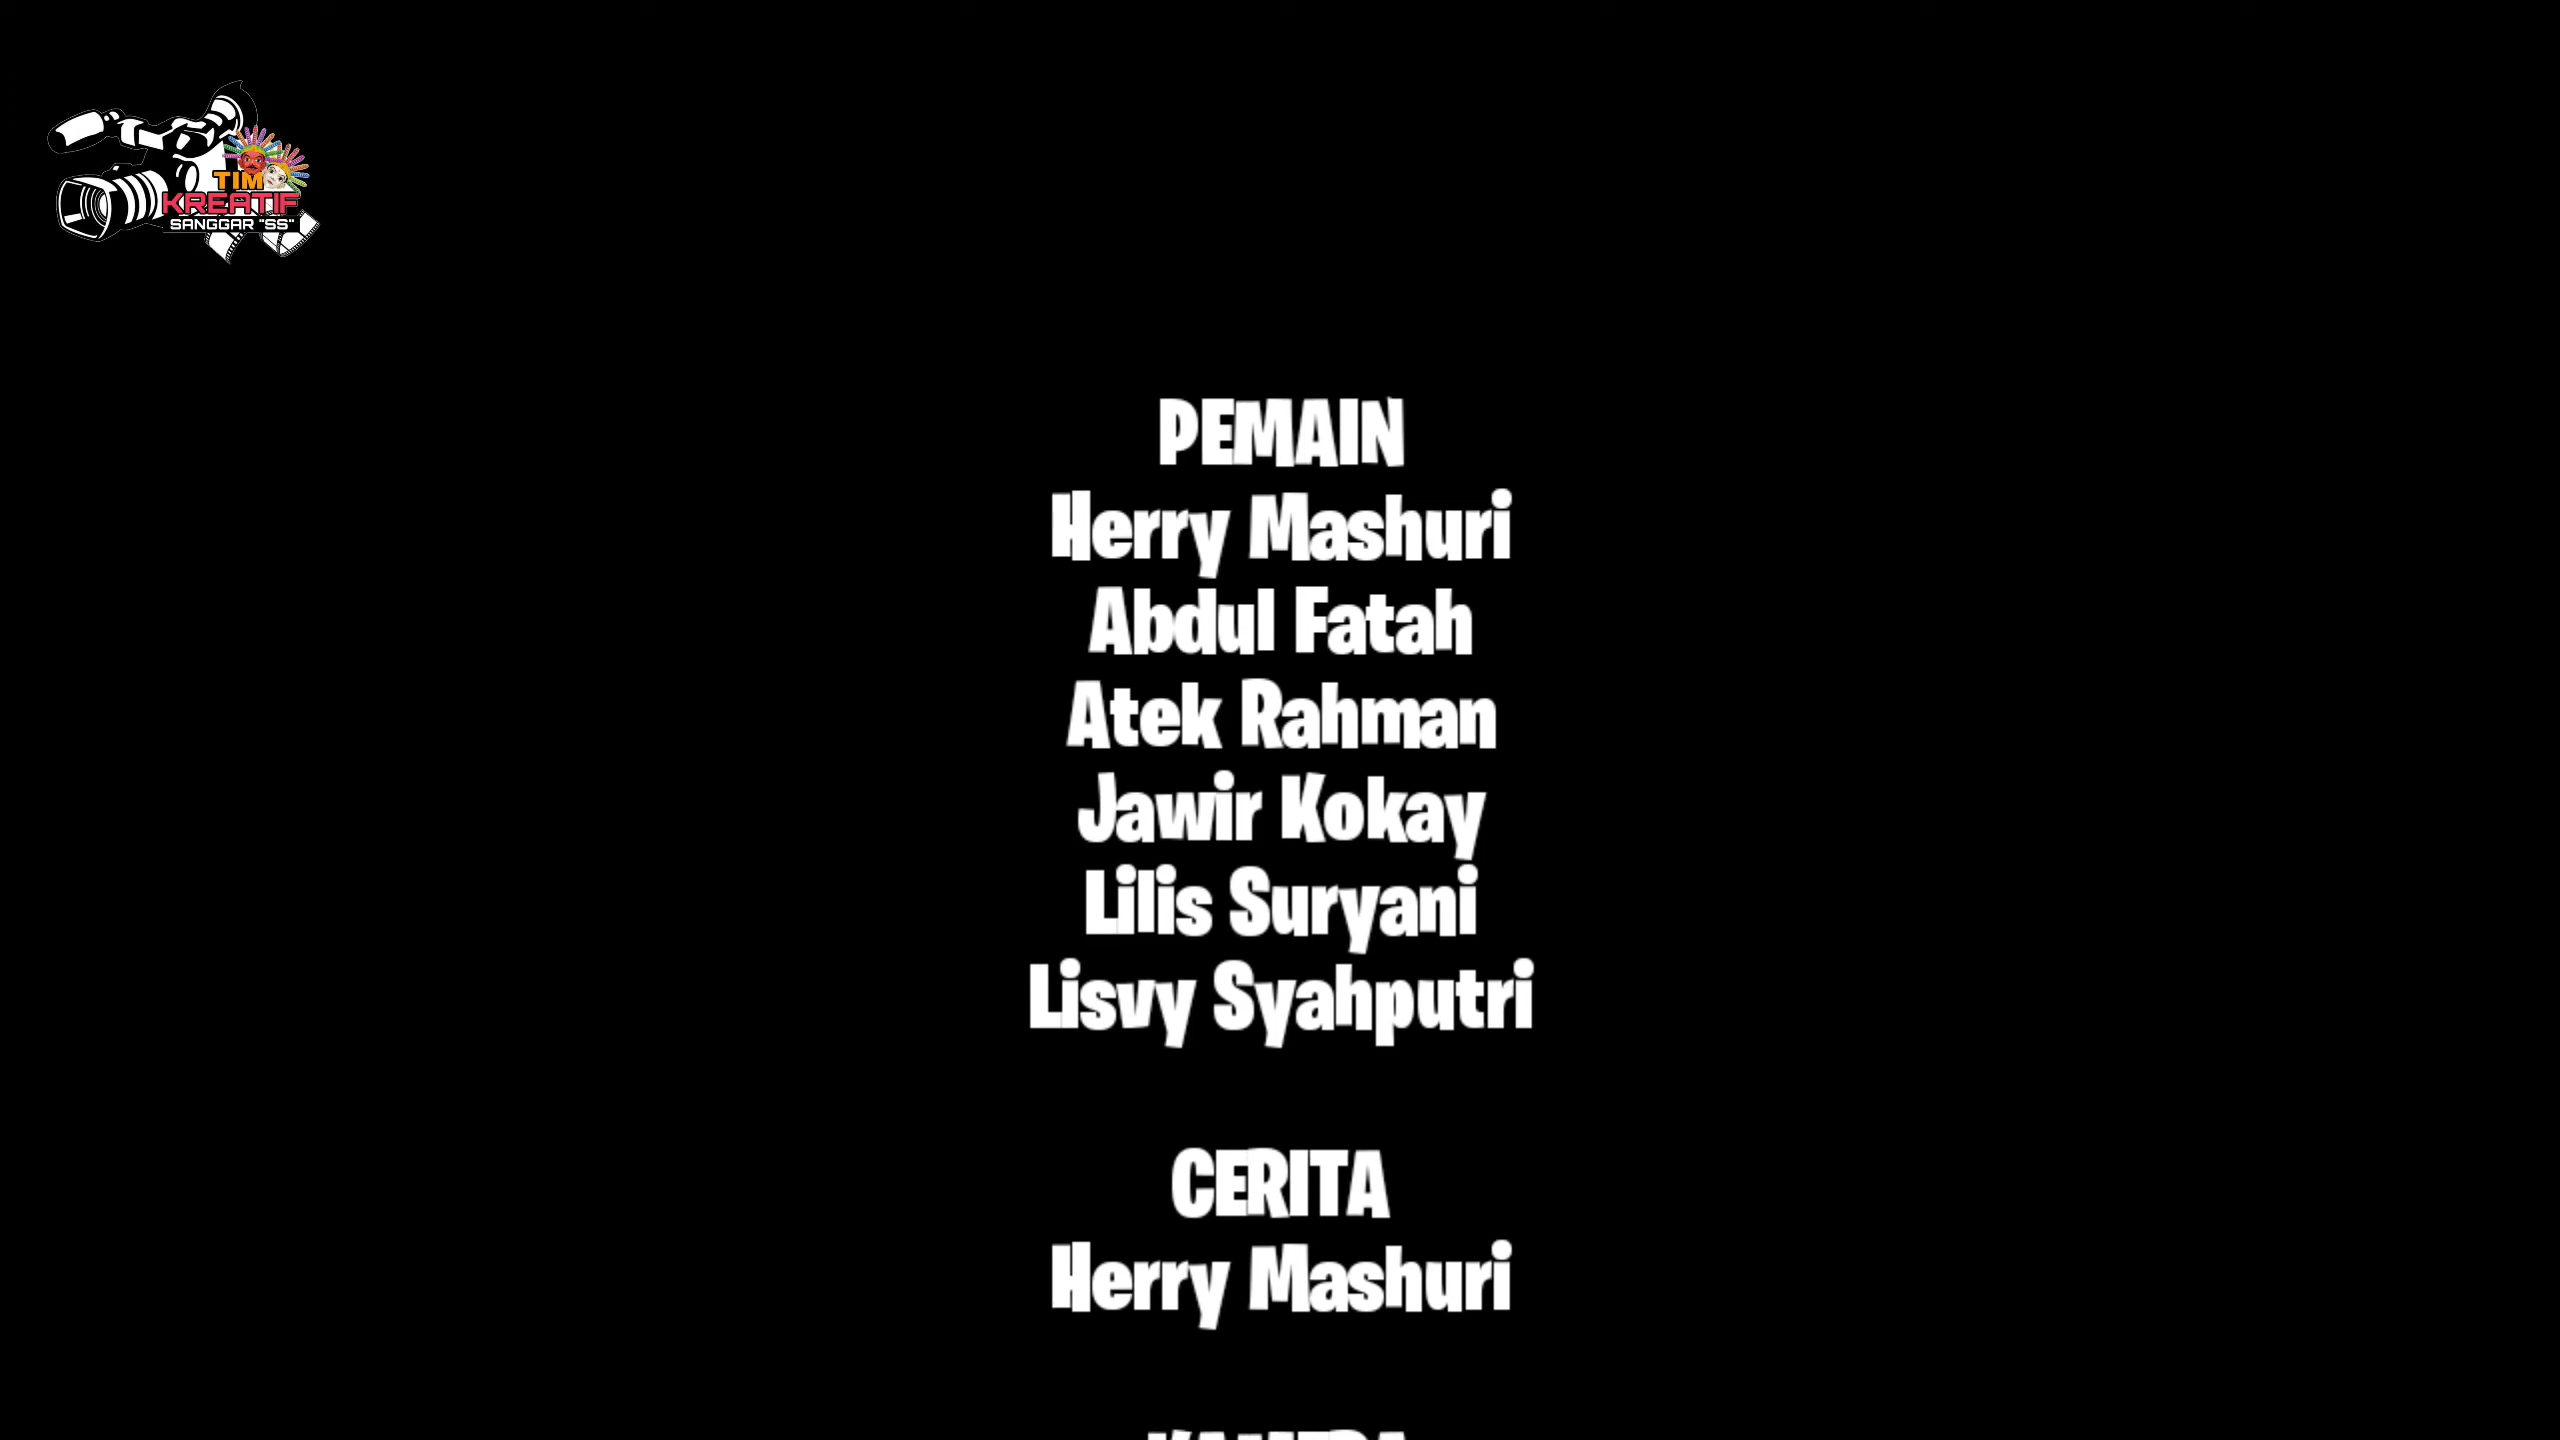 TIM
KREATIF
SANGGAR "SS"
PEMAIN
Herry Mashuri
Abdul Fatah
Atek Rahman
Jawir Kokay
Lilis Suryani
Lisvy Syahputri
CERITA
Herry Mashuri